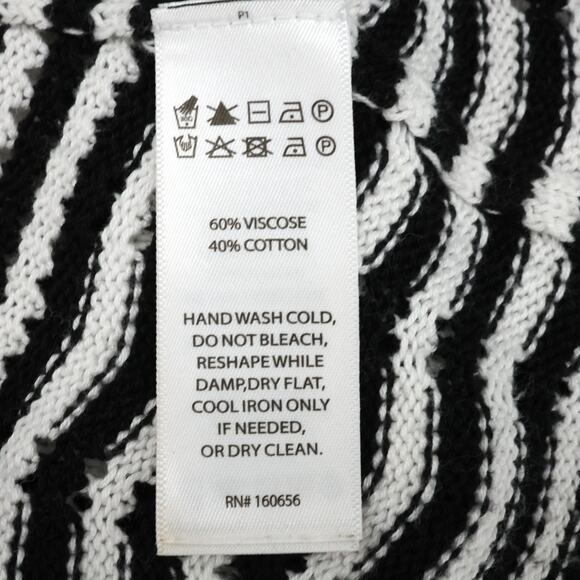 P1
P
P
60% VISCOSE
40% COTTON
HAND WASH COLD,
DO NOT BLEACH,
RESHAPE WHILE
DAMP,DRY FLAT,
COOL IRON ONLY
IF NEEDED,
OR DRY CLEAN.
RN# 160656